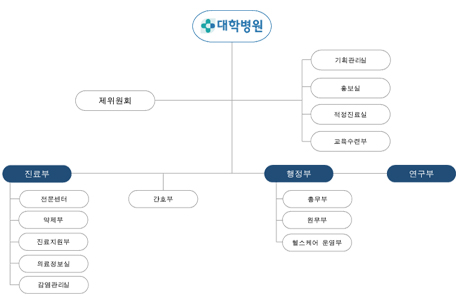 대학병원
기획관리실
홍보실
제위원회
적정진료실
교육수련부
진료부
행정부
연구부
전문센터
간호부
총무부
약제부
원무부
진료지원부
헬스케어 운영부
의료정보실
감염관리실